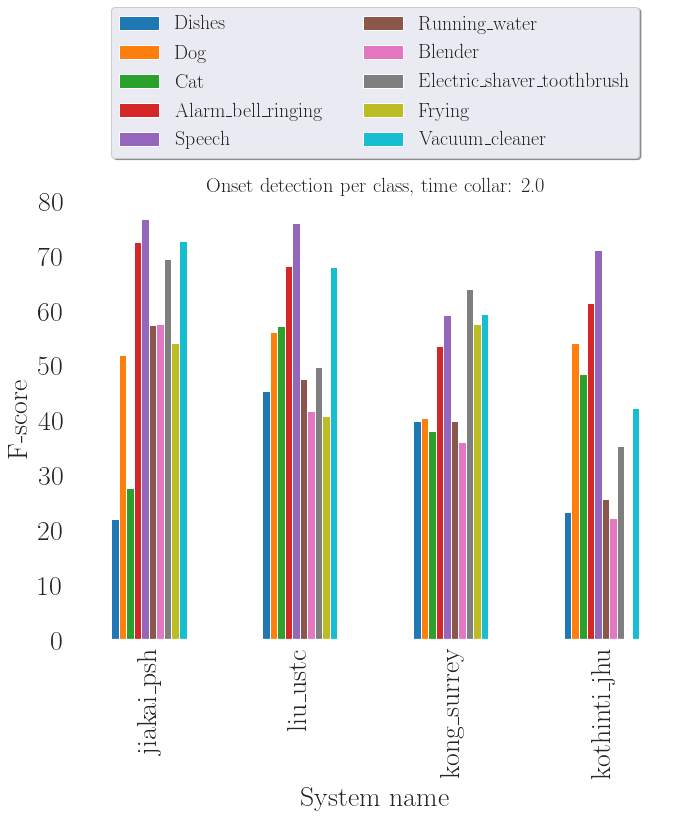 Dishes
Dog
Cat
Alarm_bell_ringing
Speech
Running_water
Blender
Electric_shaver_toothbrush
Frying
Vacuum_cleaner
Onset detection per class, time collar: 2.0
80
70
60
50
40
30
20
10
0
F-score
jiakai_psh
liu_ustc
kong_surrey
kothinti_jhu
System name